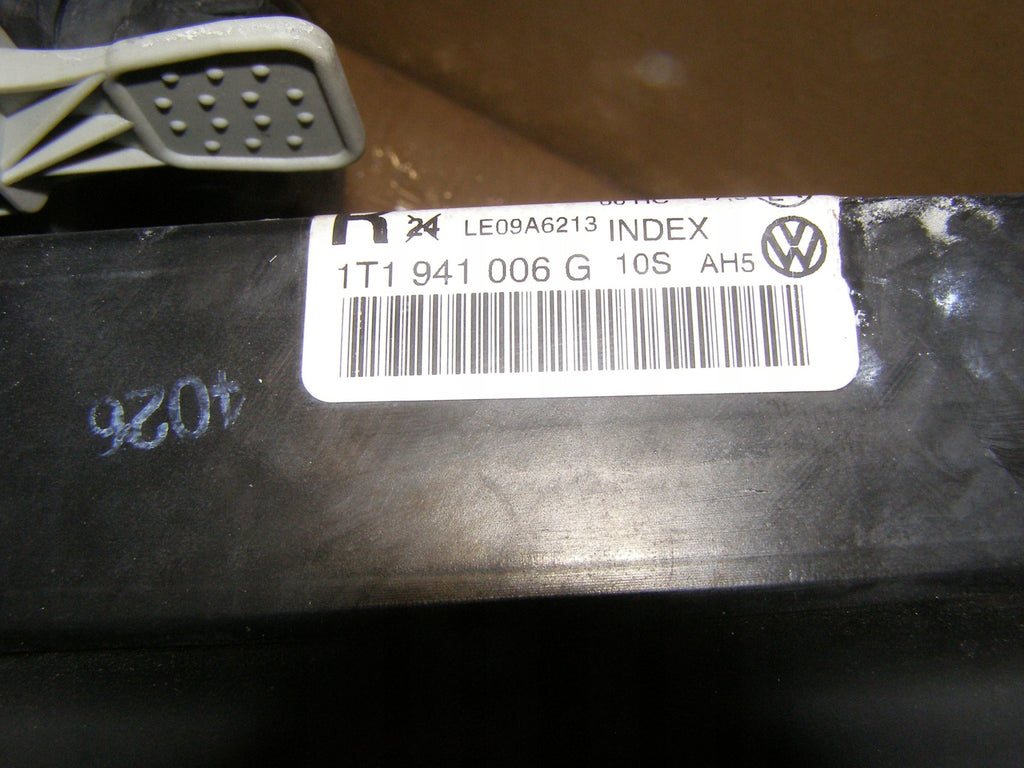 R 24 LE09A6213 INDEX
1T1 941 006 G 10S AH5
4026